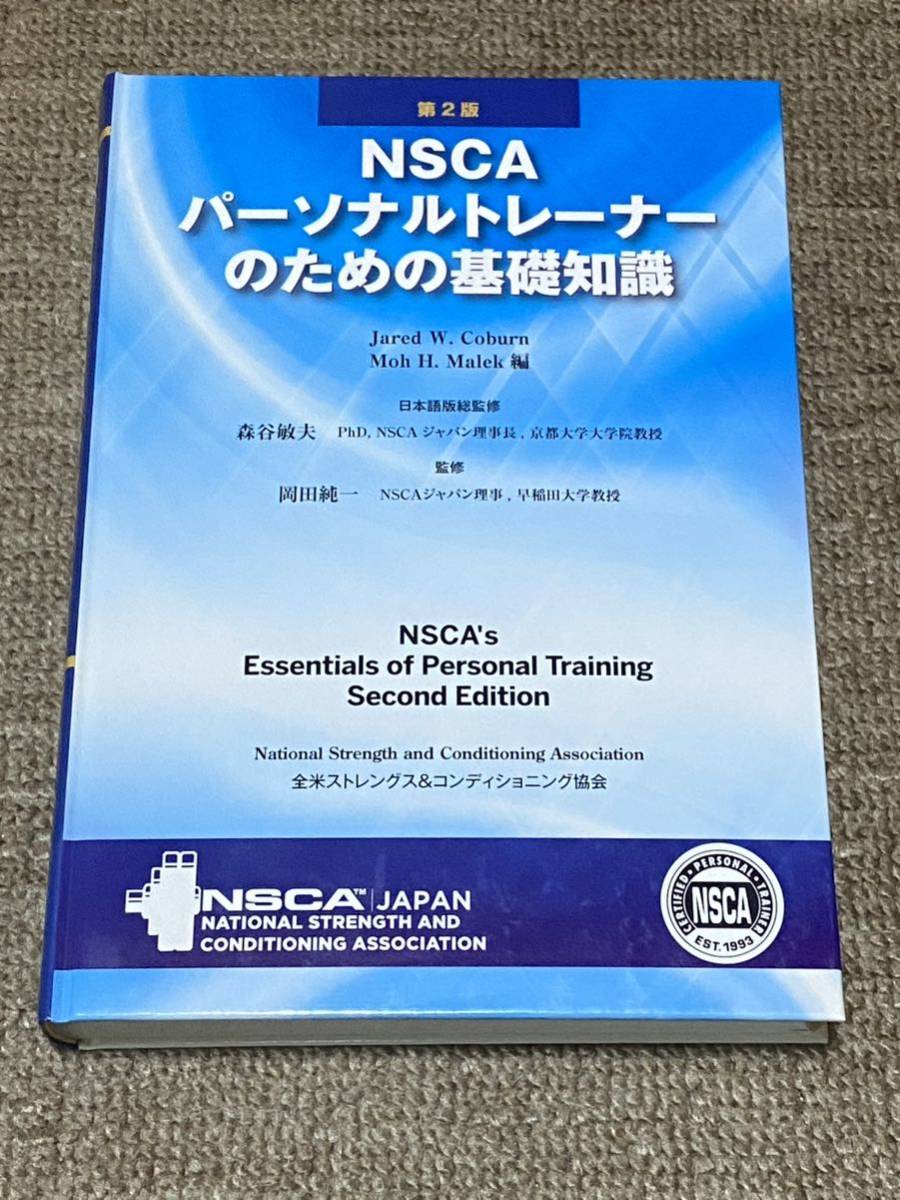 第2版
NSCA
パーソナルトレーナー
のための基礎知識
Jared W. Coburn
Moh H. Malek 編
日本語版総監修
森谷敏夫 PhD, NSCA ジャパン理事長, 京都大学大学院教授
監修
岡田純一 NSCAジャパン理事, 早稲田大学教授
NSCA's
Essentials of Personal Training
Second Edition
National Strength and Conditioning Association
全米ストレングス&コンディショニング協会
NSCA™ JAPAN
NATIONAL STRENGTH AND
CONDITIONING ASSOCIATION
CERTIFIED • PERSONAL • TRAINER
NSCA
EST. 1993